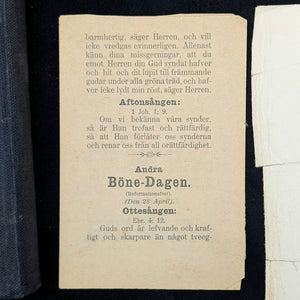 barmhertig, säger Herren, och vill
icke vredgas evinnerligen. Allenast
känn dina missgerningar, att du
emot Herren din Gud syndat hafver
och hit och dit lupit till främmande
gudar under alla gröna träd, och haf-
ver icke lydt min röst, säger Herren.
Aftonsången:
1 Joh. 1: 9.
Om vi bekänna våra synder,
så är Han trofast och rättfärdig,
så att Han förlåter oss synderna
och renar oss från all orättfärdighet.
Andra
Böne-Dagen.
(Reformationsfest).
(Den 28 April).
Ottesången:
Ebr. 4: 12.
Guds ord är lefvande och kraf-
tigt och skarpare än något tveeg-